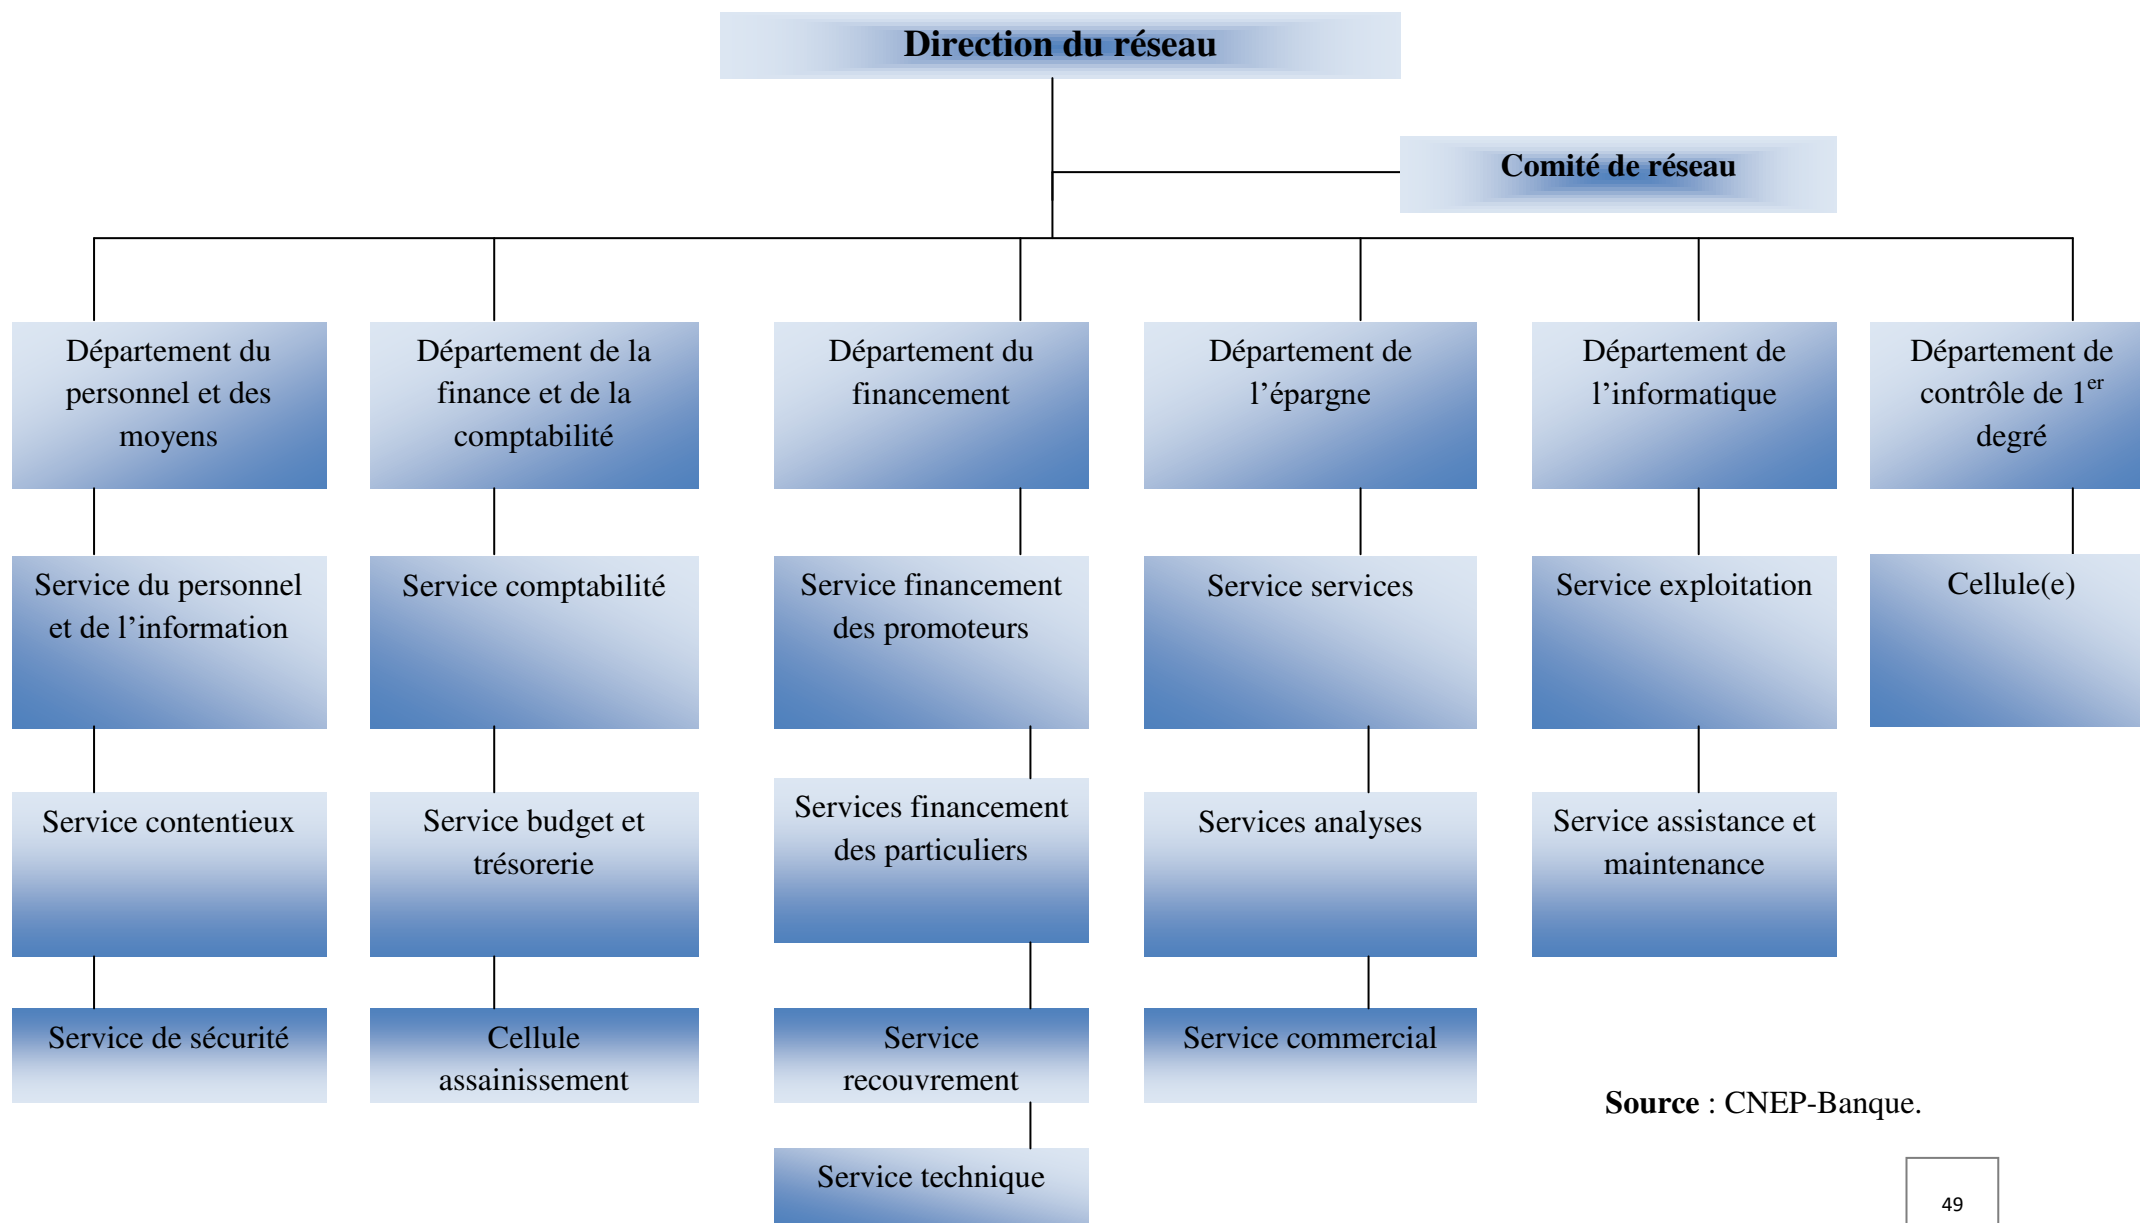 Direction du réseau
Comité de réseau
Département du
personnel et des
moyens
Département de la
finance et de la
comptabilité
Département du
financement
Département de
l’épargne
Département de
l’informatique
Département de
contrôle de 1er
degré
Service du personnel
et de l’information
Service comptabilité
Service financement
des promoteurs
Service services
Service exploitation
Cellule(e)
Service contentieux
Service budget et
trésorerie
Services financement
des particuliers
Services analyses
Service assistance et
maintenance
Service de sécurité
Cellule
assainissement
Service
recouvrement
Service commercial
Service technique
Source : CNEP-Banque.
49